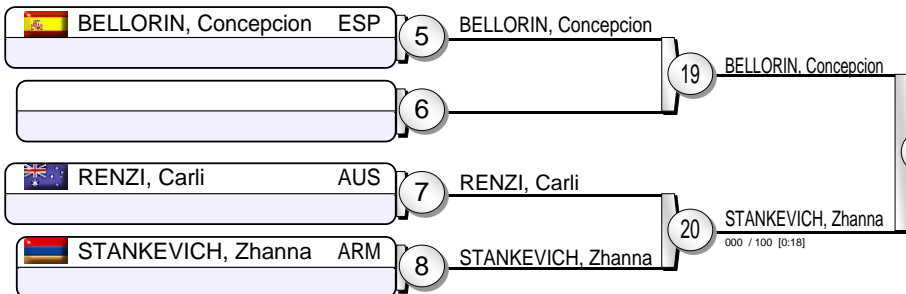 BELLORIN, Concepcion ESP
5
BELLORIN, Concepcion
19
BELLORIN, Concepcion
6
RENZI, Carli AUS
7
RENZI, Carli
20
STANKEVICH, Zhanna
000 / 100 [0:18]
STANKEVICH, Zhanna ARM
8
STANKEVICH, Zhanna